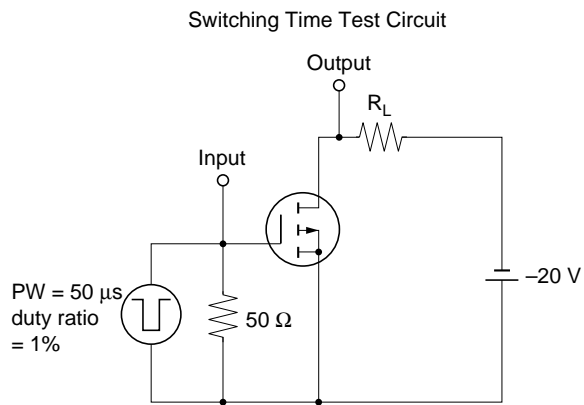 Switching Time Test Circuit
Output
R_L
Input
PW = 50 μs
duty ratio
= 1%
50 Ω
–20 V